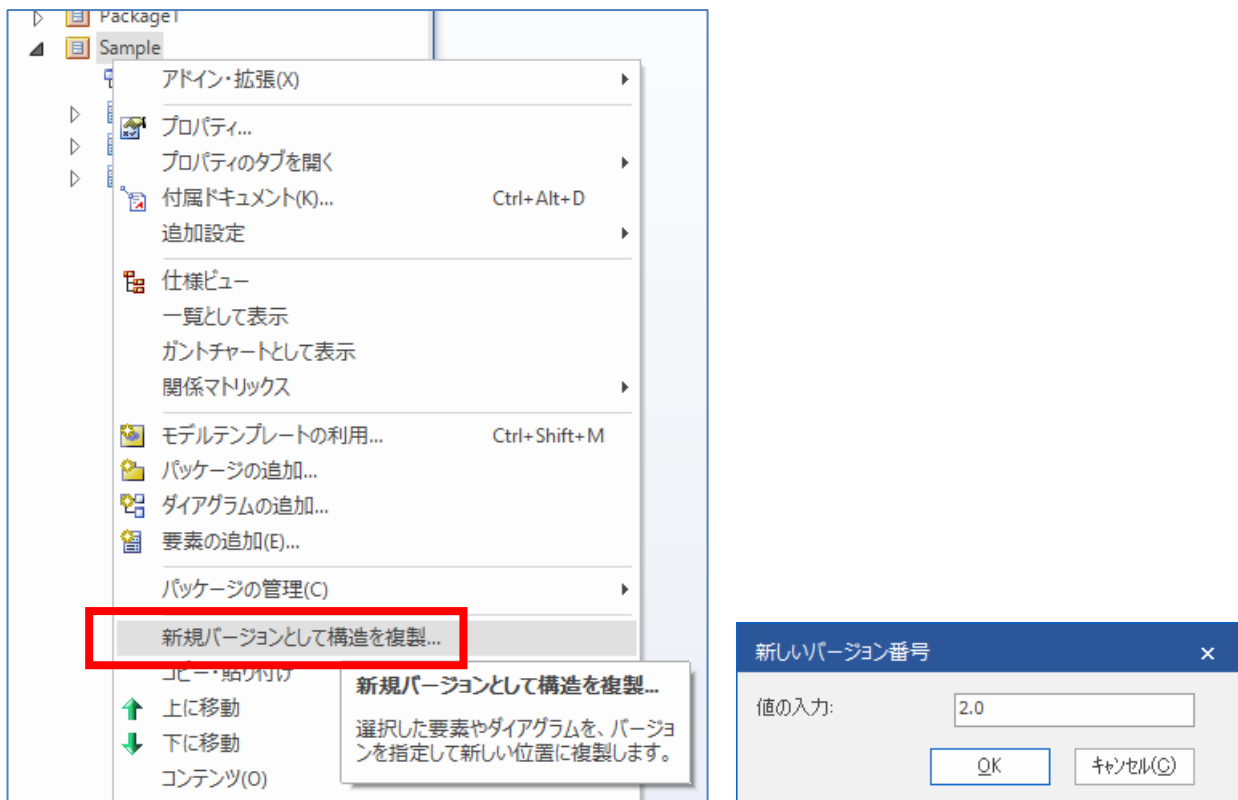 Package1
Sample
アドイン・拡張(X)
プロパティ...
プロパティのタブを開く
付属ドキュメント(K)... Ctrl+Alt+D
追加設定
仕様ビュー
一覧として表示
ガントチャートとして表示
関係マトリックス
モデルテンプレートの利用... Ctrl+Shift+M
パッケージの追加...
ダイアグラムの追加...
要素の追加(E)...
パッケージの管理(C)
新規バージョンとして構造を複製...
コピー・貼り付け
上に移動
下に移動
コンテンツ(O)
新規バージョンとして構造を複製...
選択した要素やダイアグラムを、バージョ
ンを指定して新しい位置に複製します。
新しいバージョン番号
値の入力: 2.0
OK キャンセル(C)